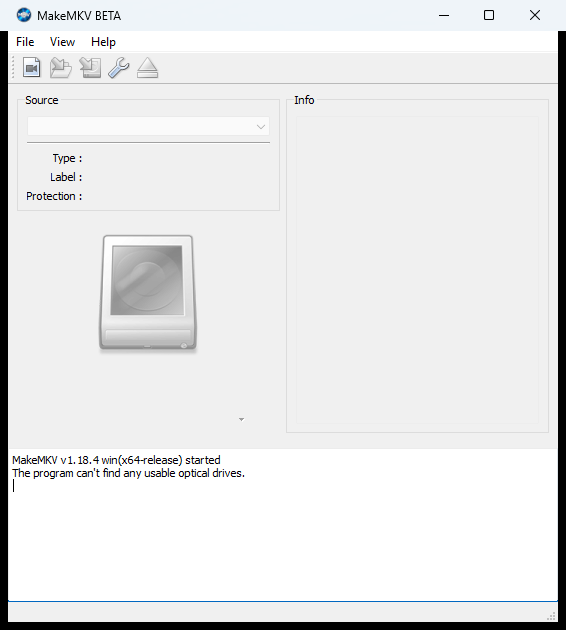 MakeMKV BETA
File View Help
Source
Type :
Label :
Protection :
Info
MakeMKV v1.18.4 win(x64-release) started
The program can't find any usable optical drives.